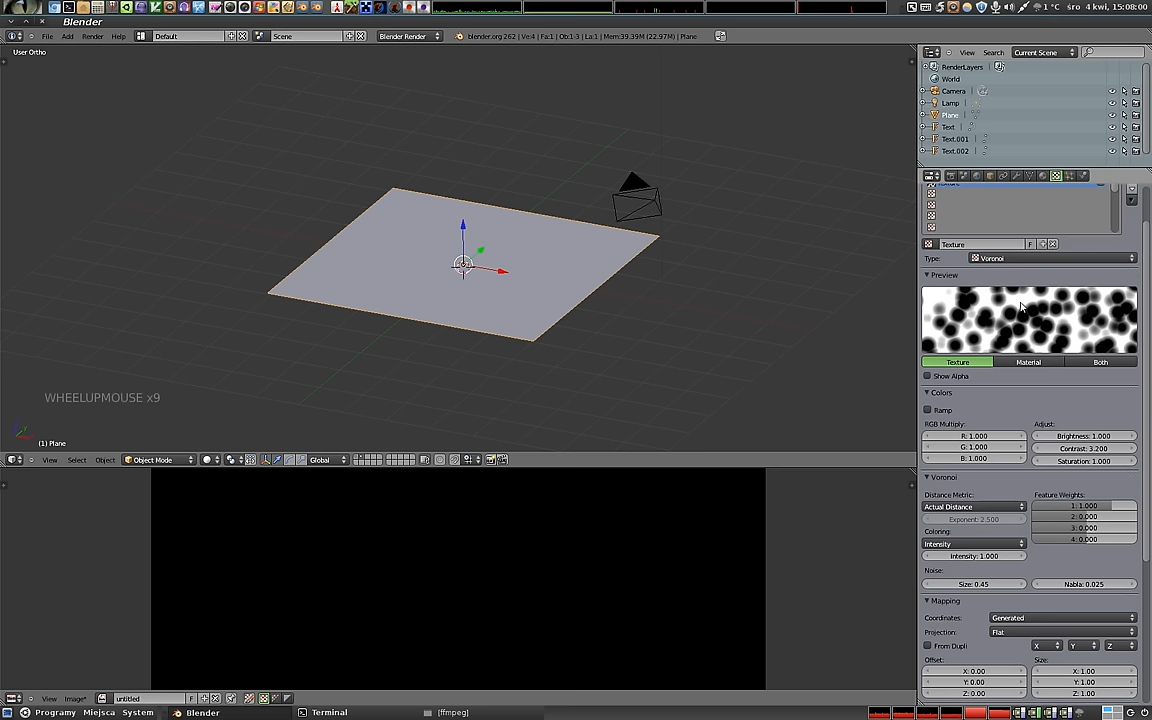 1 °C śro 4 kwi, 15:08:00
Blender
File Add Render Help Default Scene Blender Render blender.org 262 | Ve:4 | Fa:1 | Ob:1-3 | La:1 | Mem:39.39M (22.97M) | Plane
View Search: Current Scene
User Ortho
RenderLayers
World
Camera
Lamp
Plane
Text
Text.001
Text.002
Texture F
Type: Voronoi
Preview
Texture Material Both
Show Alpha
Colors
Ramp
RGB Multiply: Adjust:
R: 1.000 Brightness: 1.000
G: 1.000 Contrast: 3.200
B: 1.000 Saturation: 1.000
Voronoi
Distance Metric: Feature Weights:
Actual Distance 1: 1.000
Exponent: 2.500 2: 0.000
Coloring: 3: 0.000
Intensity 4: 0.000
Intensity: 1.000
Noise:
Size: 0.45 Nabla: 0.025
Mapping
Coordinates: Generated
Projection: Flat
From Dupli X Y Z
Offset: Size:
X: 0.00 X: 1.00
Y: 0.00 Y: 1.00
Z: 0.00 Z: 1.00
WHEELUPMOUSE x9
(1) Plane
View Select Object Object Mode Global
View Image* untitled F
Programy Miejsca System Blender Terminal [ffmpeg]